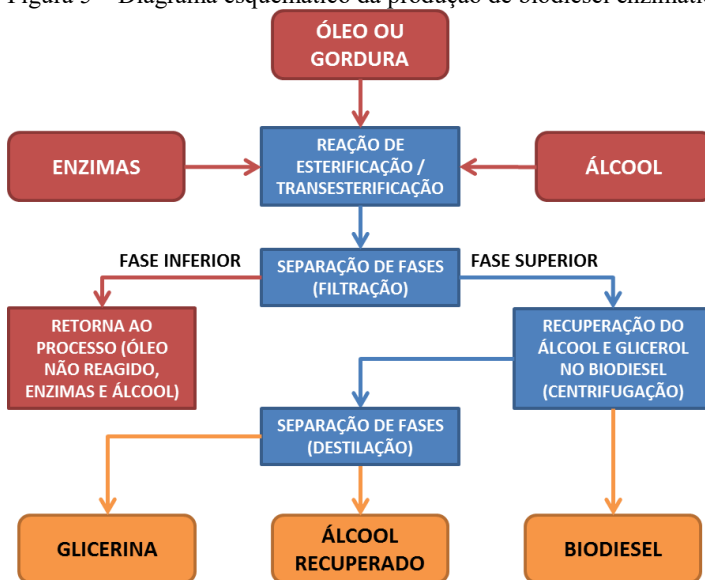 Figura 5 – Diagrama esquemático da produção de biodiesel
ÓLEO OU
GORDURA
ENZIMAS
REAÇÃO DE
ESTERIFICAÇÃO /
TRANSESTERIFICAÇÃO
ÁLCOOL
FASE INFERIOR
SEPARAÇÃO DE FASES
(FILTRAÇÃO)
FASE SUPERIOR
RETORNA AO
PROCESSO (ÓLEO
NÃO REAGIDO,
ENZIMAS E ÁLCOOL)
RECUPERAÇÃO DO
ÁLCOOL E GLICEROL
NO BIODIESEL
(CENTRIFUGAÇÃO)
SEPARAÇÃO DE FASES
(DESTILAÇÃO)
GLICERINA
ÁLCOOL
RECUPERADO
BIODIESEL